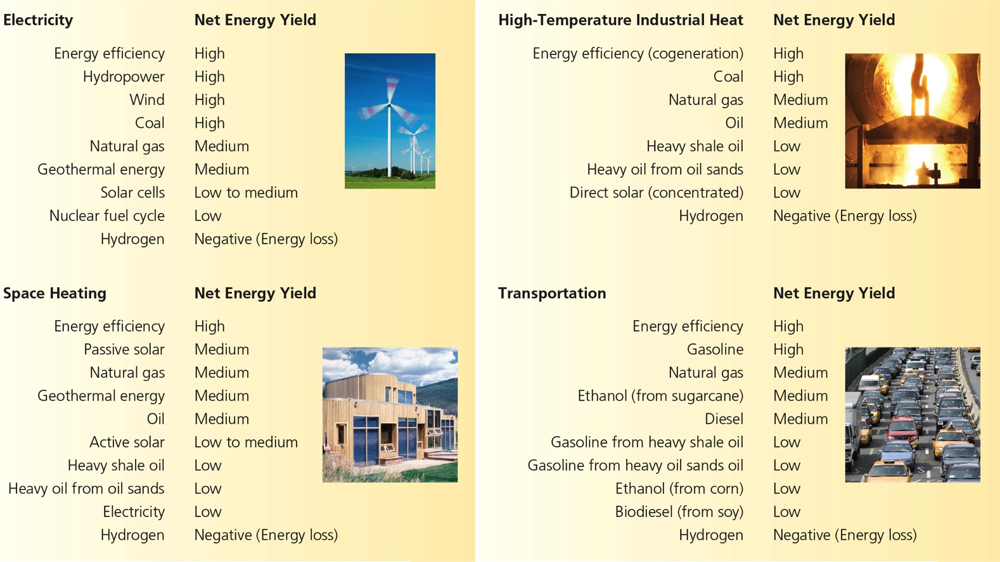 Electricity Net Energy Yield
Energy efficiency High
Hydropower High
Wind High
Coal High
Natural gas Medium
Geothermal energy Medium
Solar cells Low to medium
Nuclear fuel cycle Low
Hydrogen Negative (Energy loss)
High-Temperature Industrial Heat Net Energy Yield
Energy efficiency (cogeneration) High
Coal High
Natural gas Medium
Oil Medium
Heavy shale oil Low
Heavy oil from oil sands Low
Direct solar (concentrated) Low
Hydrogen Negative (Energy loss)
Space Heating Net Energy Yield
Energy efficiency High
Passive solar Medium
Natural gas Medium
Geothermal energy Medium
Oil Medium
Active solar Low to medium
Heavy shale oil Low
Heavy oil from oil sands Low
Electricity Low
Hydrogen Negative (Energy loss)
Transportation Net Energy Yield
Energy efficiency High
Gasoline High
Natural gas Medium
Ethanol (from sugarcane) Medium
Diesel Medium
Gasoline from heavy shale oil Low
Gasoline from heavy oil sands oil Low
Ethanol (from corn) Low
Biodiesel (from soy) Low
Hydrogen Negative (Energy loss)